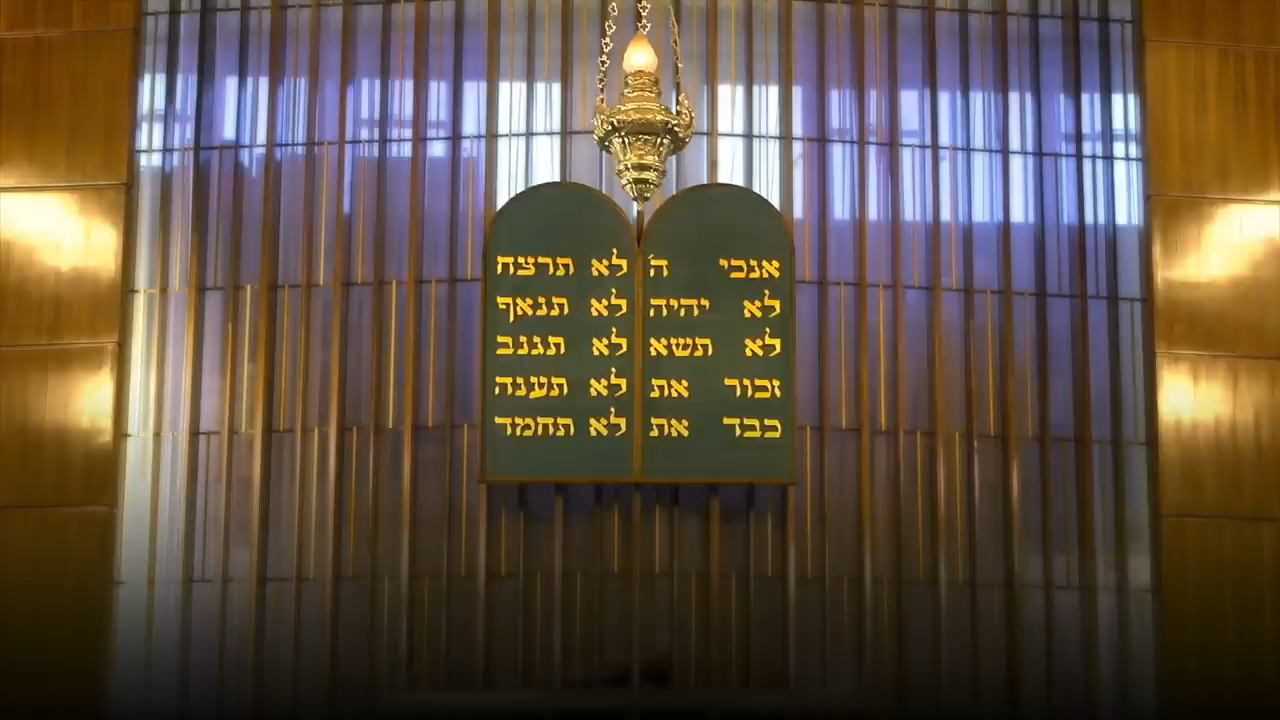 אנכי ה'
לא יהיה
לא תשא
זכור את
כבד את
לא תרצח
לא תנאף
לא תגנב
לא תענה
לא תחמד